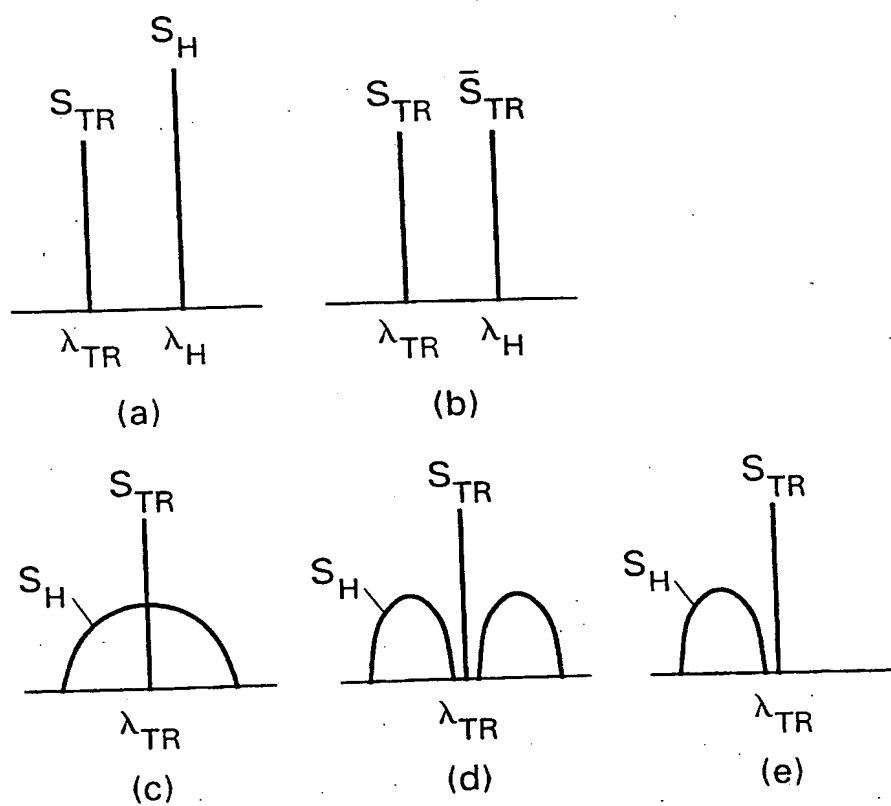 S_H
S_TR
λ_TR λ_H
(a)
S_TR S̄_TR
λ_TR λ_H
(b)
S_TR
S_H
λ_TR
(c)
S_TR
S_H
λ_TR
(d)
S_TR
S_H
λ_TR
(e)